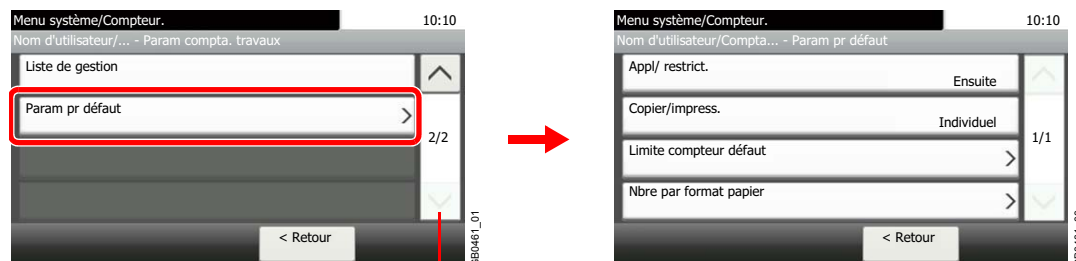 Menu système/Compteur.
10:10
Nom d'utilisateur/... - Param compta. travaux
Liste de gestion
Param pr défaut
2/2
< Retour
GB0461_01
Menu système/Compteur.
10:10
Nom d'utilisateur/Compta... - Param pr défaut
Appl/ restrict.
Ensuite
Copier/impress.
Individuel
1/1
Limite compteur défaut
Nbre par format papier
< Retour